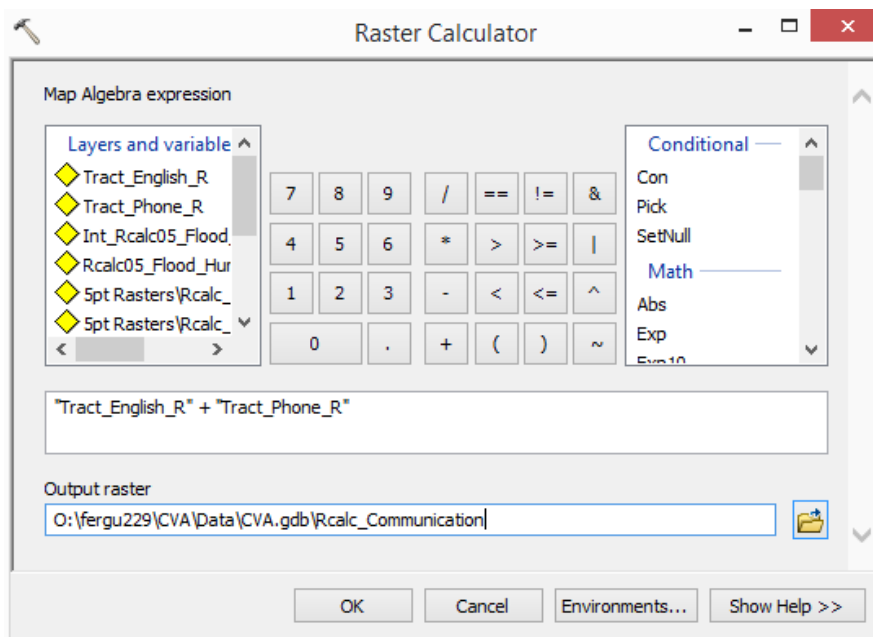 Raster Calculator
Map Algebra expression
Layers and variable
Tract_English_R
Tract_Phone_R
Int_Rcalc05_Flood_
Rcalc05_Flood_Hur
5pt Rasters\Rcalc_
5pt Rasters\Rcalc_
7 8 9 / == != &
4 5 6 * > >= |
1 2 3 - < <= ^
0 . + ( ) ~
Conditional
Con
Pick
SetNull
Math
Abs
Exp
Exp10
"Tract_English_R" + "Tract_Phone_R"
Output raster
O:\fergu229\CVA\Data\CVA.gdb\Rcalc_Communication
OK Cancel Environments... Show Help >>